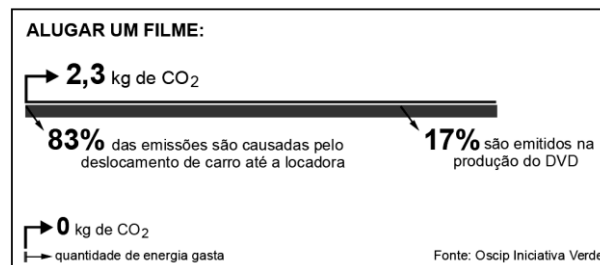 ALUGAR UM FILME:
2,3 kg de CO₂
83% das emissões são causadas pelo
deslocamento de carro até a locadora
17% são emitidos na
produção do DVD
0 kg de CO₂
quantidade de energia gasta
Fonte: Oscip Iniciativa Verde